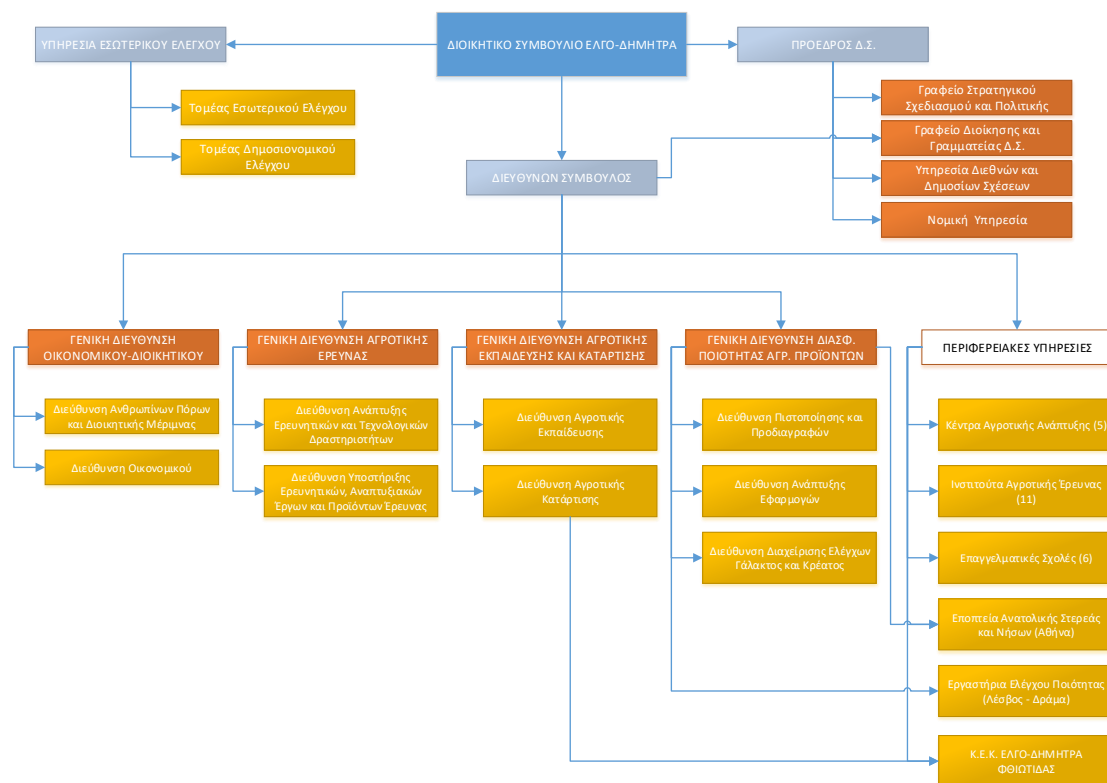 ΥΠΗΡΕΣΙΑ ΕΣΩΤΕΡΙΚΟΥ ΕΛΕΓΧΟΥ
ΔΙΟΙΚΗΤΙΚΟ ΣΥΜΒΟΥΛΙΟ ΕΛΓΟ-ΔΗΜΗΤΡΑ
ΠΡΟΕΔΡΟΣ Δ.Σ.
Τομέας Εσωτερικού Ελέγχου
Τομέας Δημοσιονομικού
Ελέγχου
Γραφείο Στρατηγικού
Σχεδιασμού και Πολιτικής
Γραφείο Διοίκησης και
Γραμματείας Δ.Σ.
Υπηρεσία Διεθνών και
Δημοσίων Σχέσεων
Νομική Υπηρεσία
ΔΙΕΥΘΥΝΩΝ ΣΥΜΒΟΥΛΟΣ
ΓΕΝΙΚΗ ΔΙΕΥΘΥΝΣΗ
ΟΙΚΟΝΟΜΙΚΟΥ-ΔΙΟΙΚΗΤΙΚΟΥ
Διεύθυνση Ανθρωπίνων Πόρων
και Διοικητικής Μέριμνας
Διεύθυνση Οικονομικού
ΓΕΝΙΚΗ ΔΙΕΥΘΥΝΣΗ ΑΓΡΟΤΙΚΗΣ
ΕΡΕΥΝΑΣ
Διεύθυνση Ανάπτυξης
Ερευνητικών και Τεχνολογικών
Δραστηριοτήτων
Διεύθυνση Υποστήριξης
Ερευνητικών, Αναπτυξιακών
Έργων και Προϊόντων Έρευνας
ΓΕΝΙΚΗ ΔΙΕΥΘΥΝΣΗ ΑΓΡΟΤΙΚΗΣ
ΕΚΠΑΙΔΕΥΣΗΣ ΚΑΙ ΚΑΤΑΡΤΙΣΗΣ
Διεύθυνση Αγροτικής
Εκπαίδευσης
Διεύθυνση Αγροτικής
Κατάρτισης
ΓΕΝΙΚΗ ΔΙΕΥΘΥΝΣΗ ΔΙΑΣΦ.
ΠΟΙΟΤΗΤΑΣ ΑΓΡ. ΠΡΟΪΟΝΤΩΝ
Διεύθυνση Πιστοποίησης και
Προδιαγραφών
Διεύθυνση Ανάπτυξης
Εφαρμογών
Διεύθυνση Διαχείρισης Ελέγχων
Γάλακτος και Κρέατος
ΠΕΡΙΦΕΡΕΙΑΚΕΣ ΥΠΗΡΕΣΙΕΣ
Κέντρα Αγροτικής Ανάπτυξης (5)
Ινστιτούτα Αγροτικής Έρευνας
(11)
Επαγγελματικές Σχολές (6)
Εποπτεία Ανατολικής Στερεάς
και Νήσων (Αθήνα)
Εργαστήρια Ελέγχου Ποιότητας
(Λέσβος - Δράμα)
Κ.Ε.Κ. ΕΛΓΟ-ΔΗΜΗΤΡΑ
ΦΘΙΩΤΙΔΑΣ